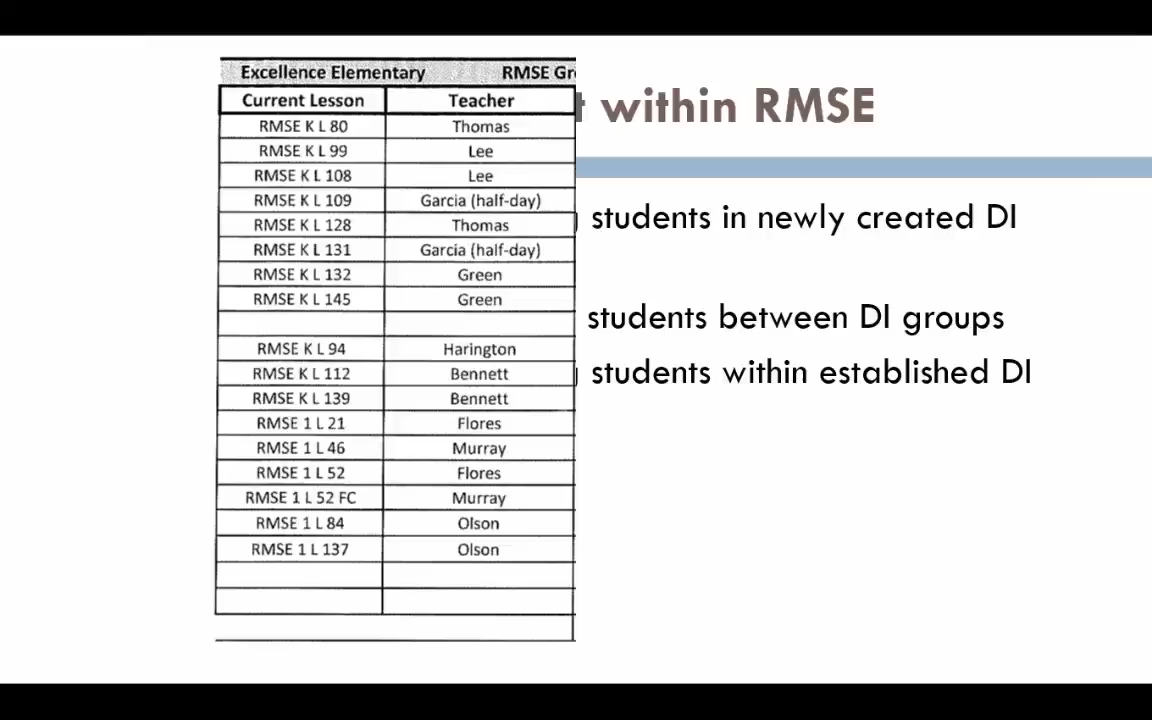 Excellence Elementary RMSE
Current Lesson Teacher
RMSE K L 80 Thomas
RMSE K L 99 Lee
RMSE K L 108 Lee
RMSE K L 109 Garcia (half-day)
RMSE K L 128 Thomas
RMSE K L 131 Garcia (half-day)
RMSE K L 132 Green
RMSE K L 145 Green
RMSE K L 94 Harington
RMSE K L 112 Bennett
RMSE K L 139 Bennett
RMSE 1 L 21 Flores
RMSE 1 L 46 Murray
RMSE 1 L 52 Flores
RMSE 1 L 52 FC Murray
RMSE 1 L 84 Olson
RMSE 1 L 137 Olson
within RMSE
students in newly created DI
students between DI groups
students within established DI